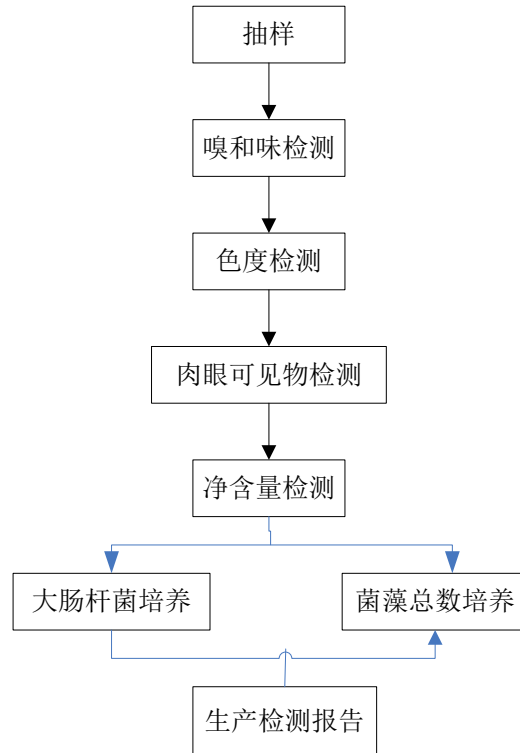 抽样
嗅和味检测
色度检测
肉眼可见物检测
净含量检测
大肠杆菌培养
菌藻总数培养
生产检测报告